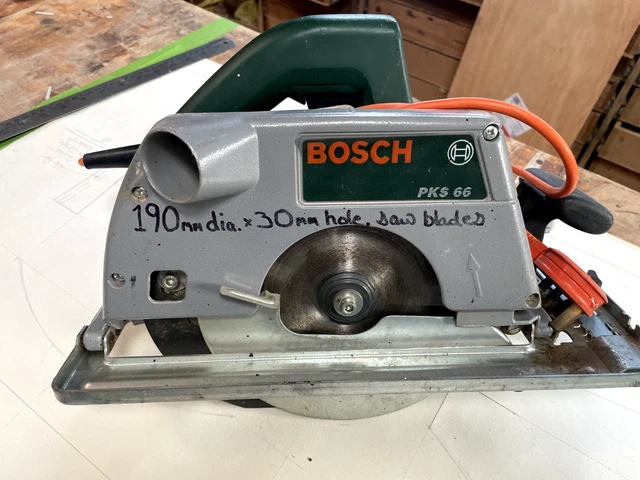 BOSCH
PKS 66
190mm dia. × 30mm hole. saw blades